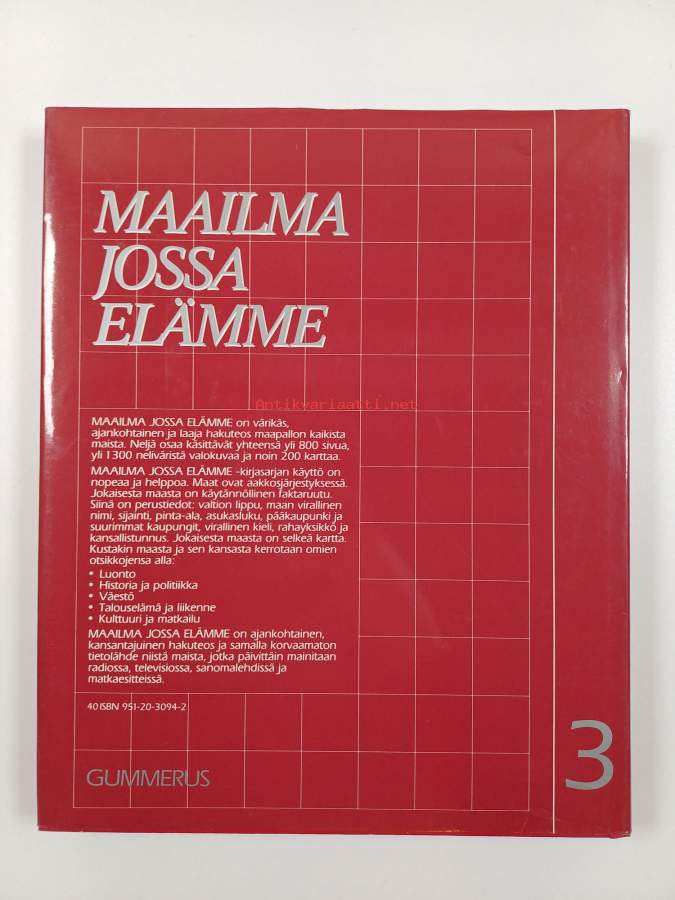 MAAILMA
JOSSA
ELÄMME
Antikvariaatti.net
MAAILMA JOSSA ELÄMME on värikäs,
ajankohtainen ja laaja hakuteos maapallon kaikista
maista. Neljä osaa käsittävät yhteensä yli 800 sivua,
yli 1300 neliväristä valokuvaa ja noin 200 karttaa.
MAAILMA JOSSA ELÄMME -kirjasarjan käyttö on
nopeaa ja helppoa. Maat ovat aakkosjärjestyksessä.
Jokaisesta maasta on käytännöllinen faktaruutu.
Siinä on perustiedot: valtion lippu, maan virallinen
nimi, sijainti, pinta-ala, asukasluku, pääkaupunki ja
suurimmat kaupungit, virallinen kieli, rahayksikkö ja
kansallistunnus. Jokaisesta maasta on selkeä kartta.
Kustakin maasta ja sen kansasta kerrotaan omien
otsikkojensa alla:
• Luonto
• Historia ja politiikka
• Väestö
• Talouselämä ja liikenne
• Kulttuuri ja matkailu
MAAILMA JOSSA ELÄMME on ajankohtainen,
kansantajuinen hakuteos ja samalla korvaamaton
tietolähde niistä maista, jotka päivittäin mainitaan
radiossa, televisiossa, sanomalehdissä ja
matkaesitteissä.
40 ISBN 951-20-3094-2
GUMMERUS
3